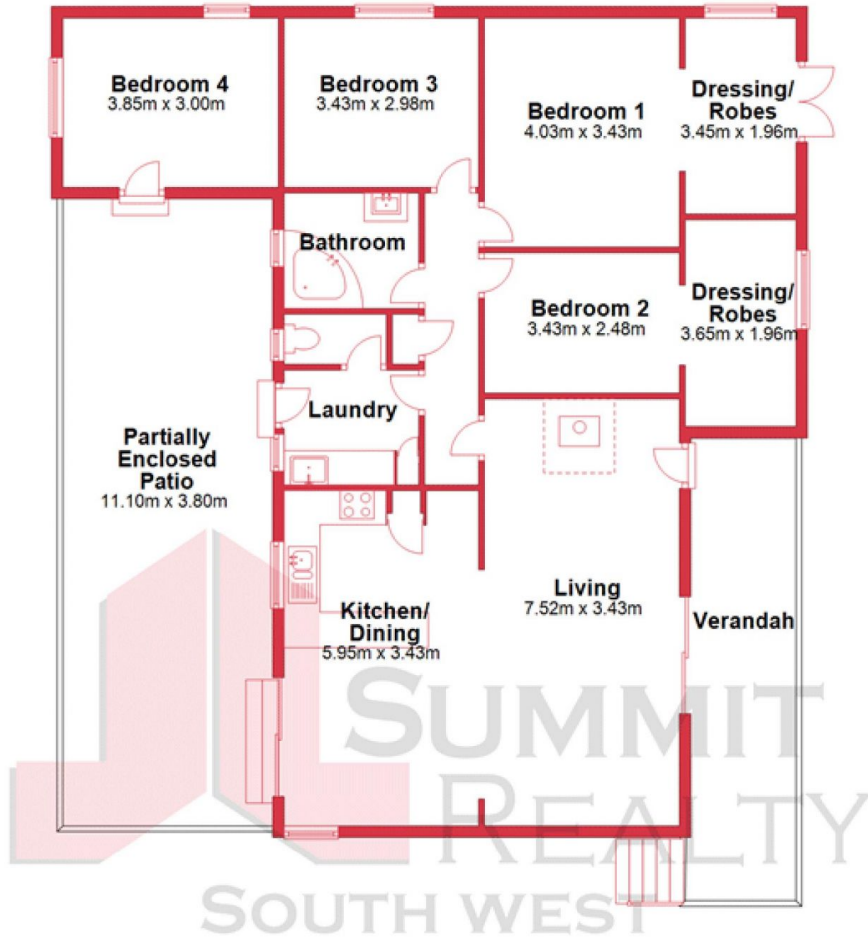 Bedroom 4
3.85m x 3.00m
Bedroom 3
3.43m x 2.98m
Bedroom 1
4.03m x 3.43m
Dressing/
Robes
3.45m x 1.96m
Bathroom
Bedroom 2
3.43m x 2.48m
Dressing/
Robes
3.65m x 1.96m
Laundry
Partially
Enclosed
Patio
11.10m x 3.80m
Kitchen/
Dining
5.95m x 3.43m
Living
7.52m x 3.43m
Verandah
SUMMIT
REALTY
SOUTH WEST